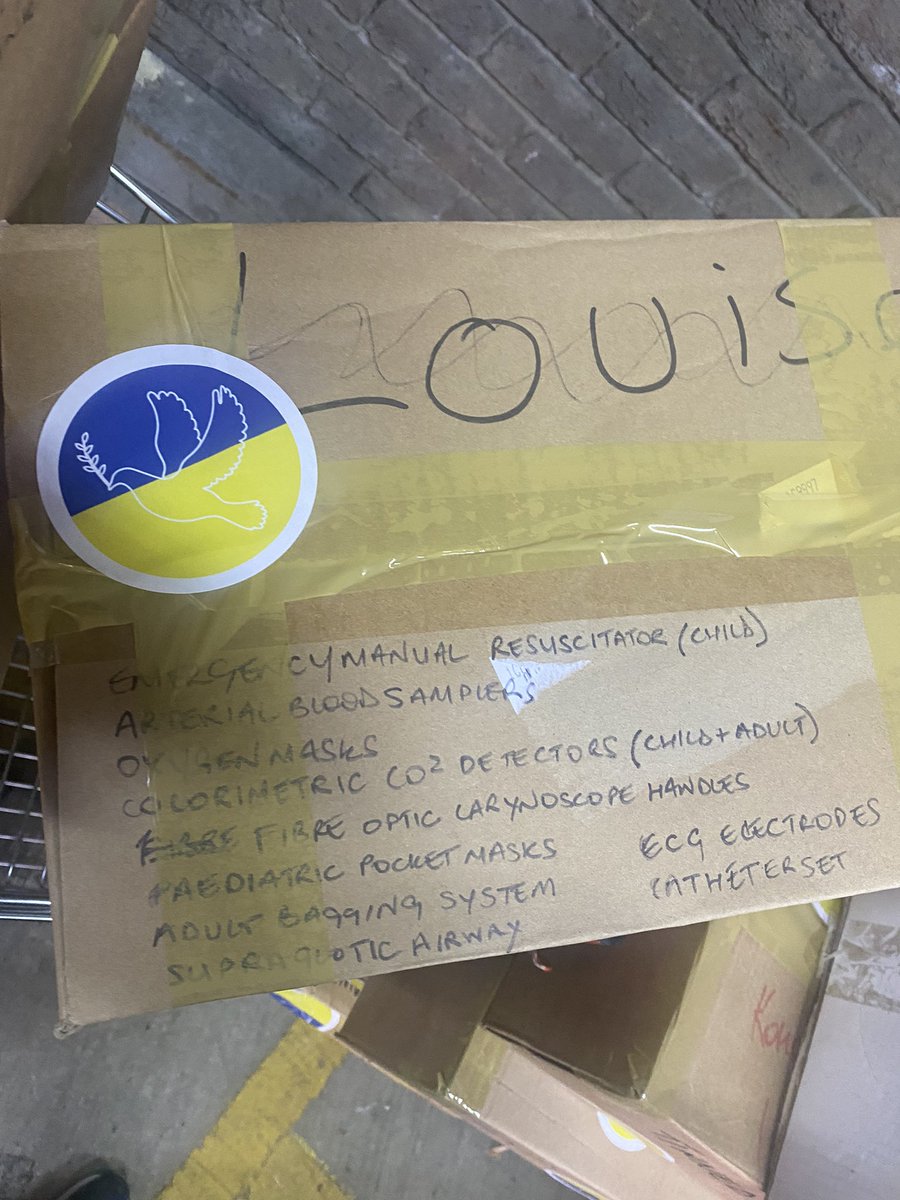 LOUIS
EMERGENCY MANUAL RESUSCITATOR (CHILD)
ARTERIAL BLOOD SAMPLERS
OXYGEN MASKS
COLORIMETRIC CO2 DETECTORS (CHILD + ADULT)
FIBRE OPTIC LARYNOSCOPE HANDLES
PAEDIATRIC POCKET MASKS
ADULT BAGGING SYSTEM
SUPRAGLOTIC AIRWAY
ECG ELECTRODES
CATHETER SET